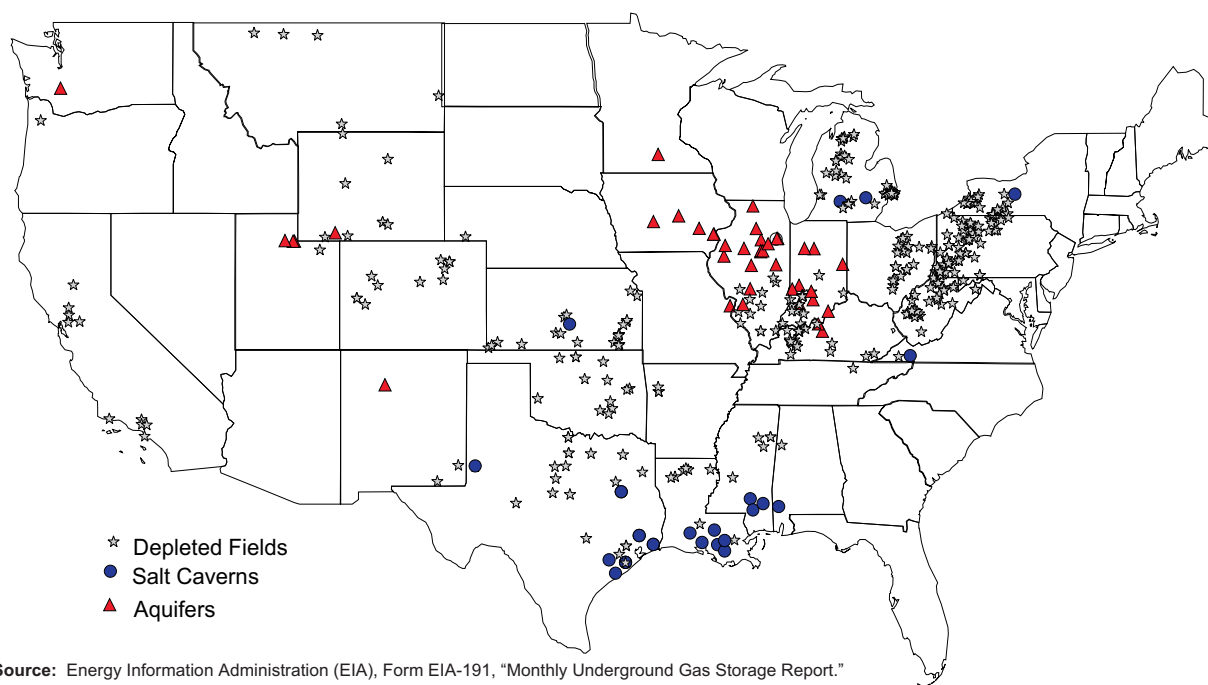 Depleted Fields
Salt Caverns
Aquifers
Source: Energy Information Administration (EIA), Form EIA-191, “Monthly Underground Gas Storage Report.”